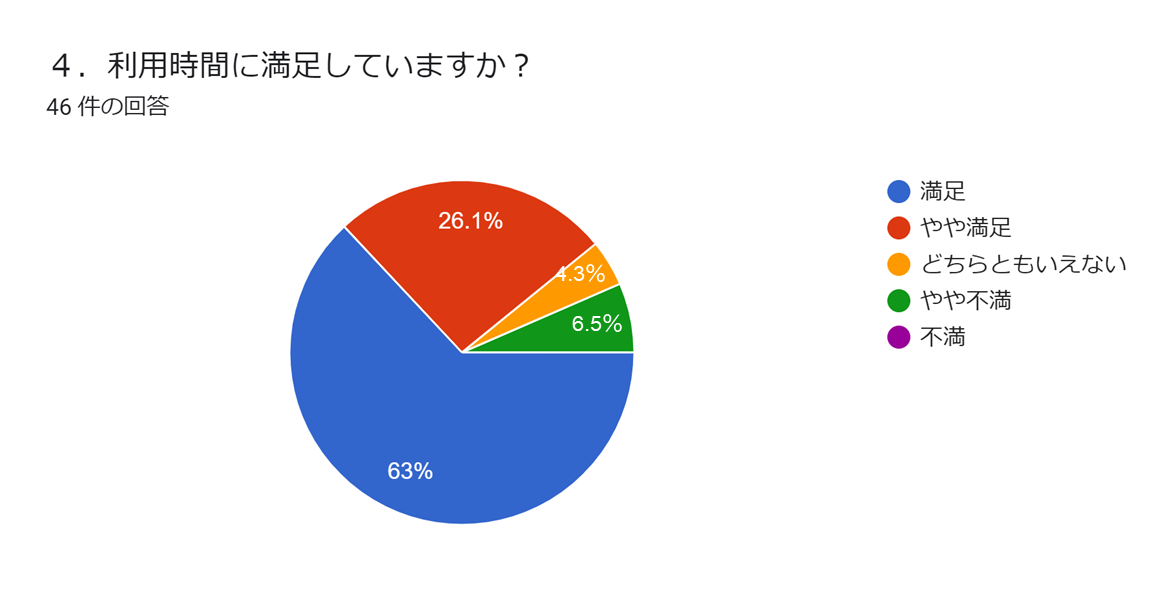 ４．利用時間に満足していますか？
46 件の回答
満足
やや満足
どちらともいえない
やや不満
不満
26.1%
4.3%
6.5%
63%